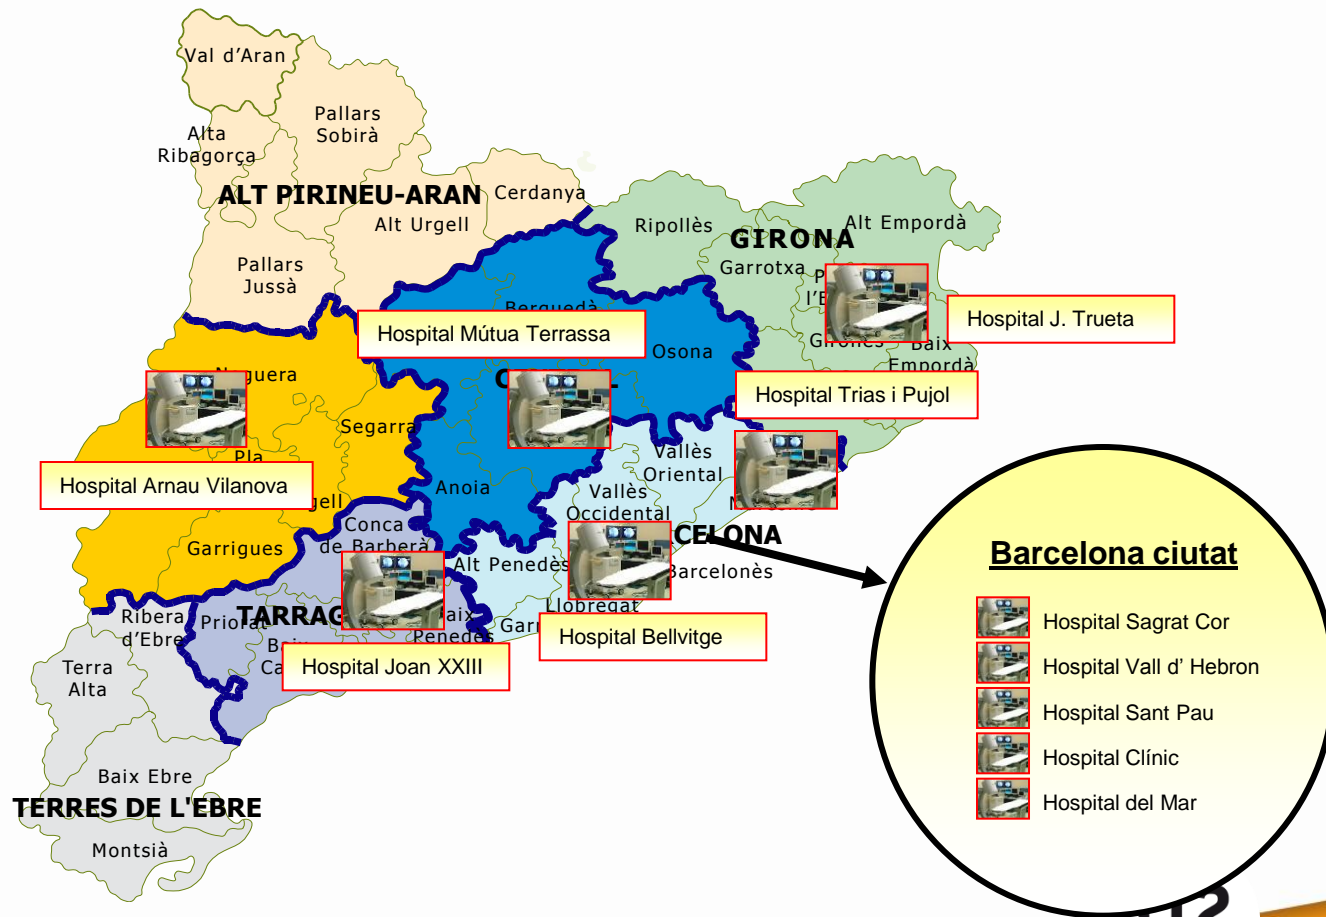 Val d'Aran
Pallars
Sobirà
Alta
Ribagorça
ALT PIRINEU-ARAN
Cerdanya
Alt Urgell
Pallars
Jussà
Ripollès
Alt Empordà
GIRONA
Garrotxa
Berguedà
Hospital Mútua Terrassa
Hospital J. Trueta
Osona
Baix
Empordà
Hospital Trias i Pujol
Noguera
Segarra
Pla
Hospital Arnau Vilanova
Anoia
Vallès
Oriental
Vallès
Occidental
Garrigues
Conca
de Barberà
Alt Penedès
Barcelonès
Llobregat
Hospital Bellvitge
Ribera
d'Ebre
Priorat
Penedès
Hospital Joan XXIII
Terra
Alta
Baix Ebre
TERRES DE L'EBRE
Montsià
Barcelona ciutat
Hospital Sagrat Cor
Hospital Vall d' Hebron
Hospital Sant Pau
Hospital Clínic
Hospital del Mar